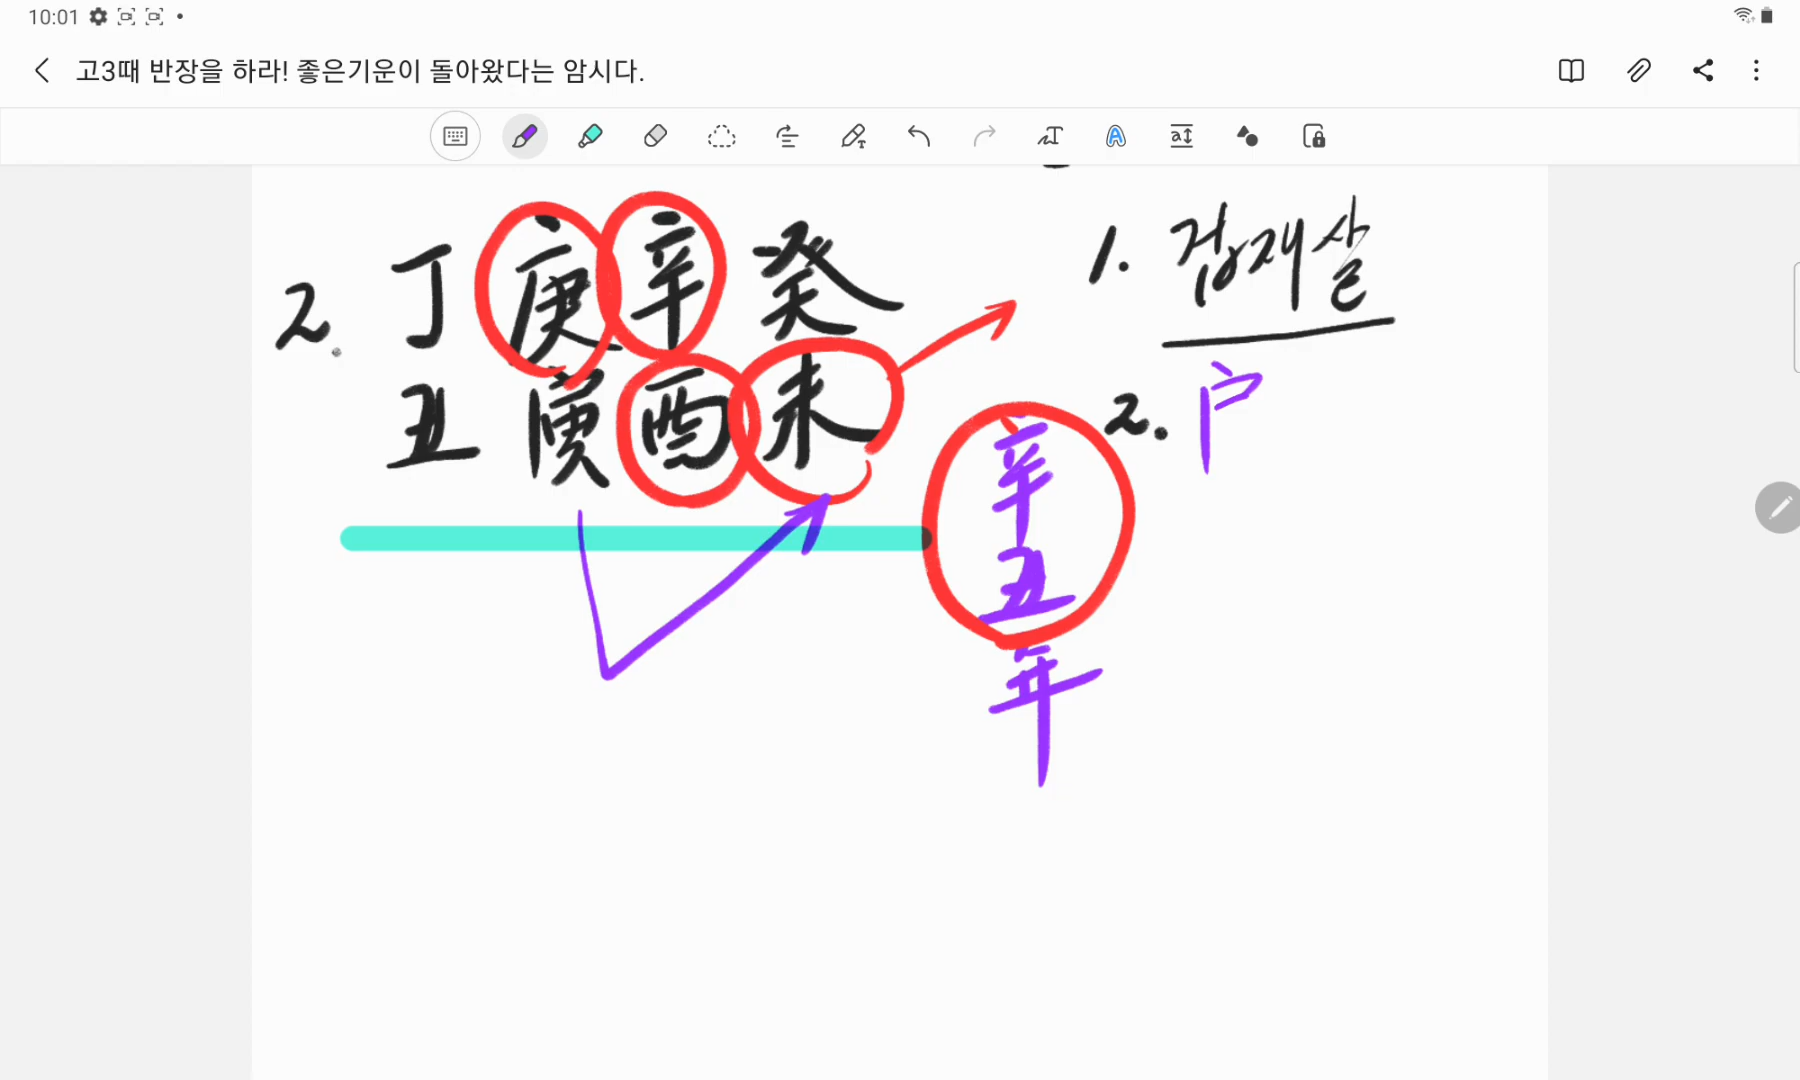 10:01
고3때 반장을 하라! 좋은기운이 돌아왔다는 암시다.
2. 丁庚辛癸
丑寅酉未
1. 겁재살
2. 户
辛
丑
年